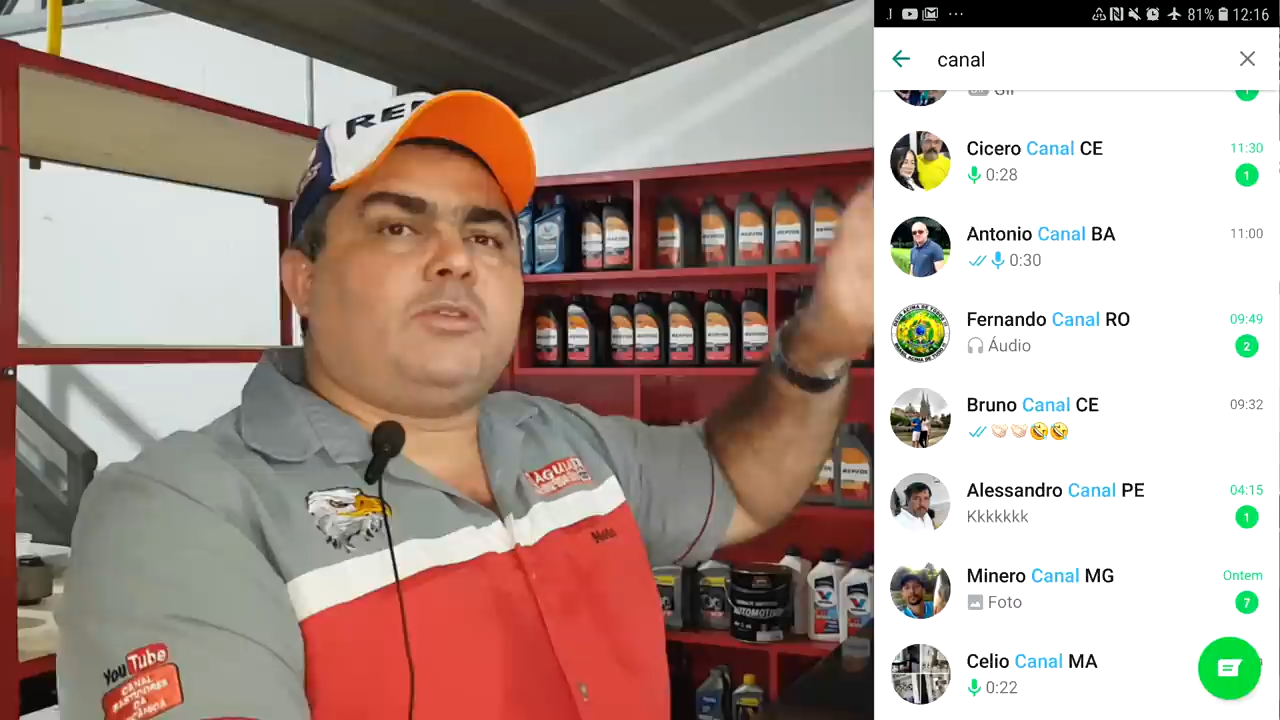 81% 12:16
canal
Cicero Canal CE
11:30
0:28
1
Antonio Canal BA
11:00
0:30
Fernando Canal RO
09:49
Áudio
2
Bruno Canal CE
09:32
Alessandro Canal PE
04:15
Kkkkkkk
1
Minero Canal MG
Ontem
Foto
7
Celio Canal MA
0:22
YouTube
CANAL